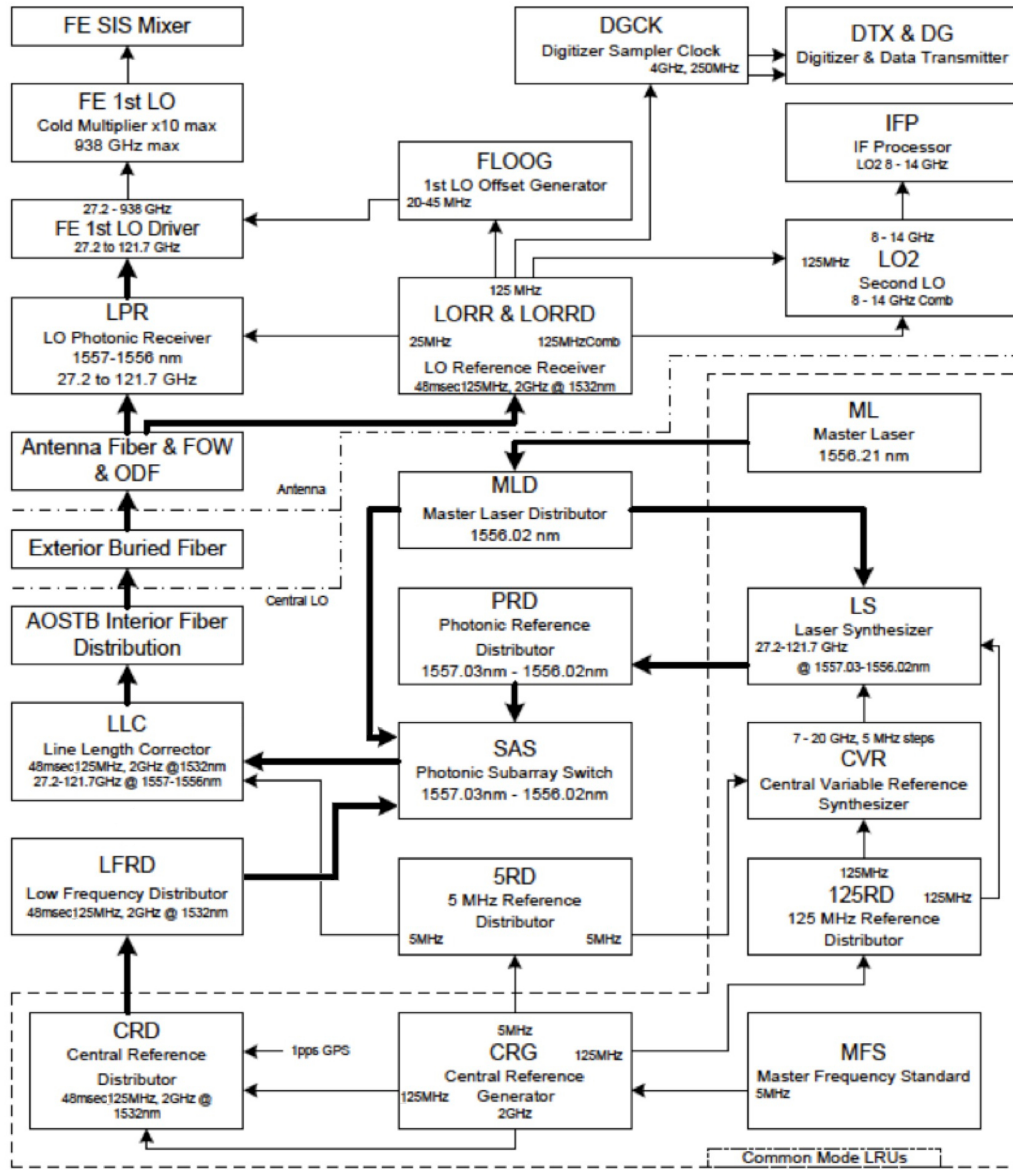 FE SIS Mixer
DGCK
Digitizer Sampler Clock
4GHz, 250MHz
DTX & DG
Digitizer & Data Transmitter
FE 1st LO
Cold Multiplier x10 max
938 GHz max
FLOOG
1st LO Offset Generator
20-45 MHz
IFP
IF Processor
LO2 8 - 14 GHz
27.2 - 938 GHz
FE 1st LO Driver
27.2 to 121.7 GHz
8 - 14 GHz
125MHz
LO2
Second LO
8 - 14 GHz Comb
LPR
LO Photonic Receiver
1557-1556 nm
27.2 to 121.7 GHz
125 MHz
LORR & LORRD
25MHz
125MHzComb
LO Reference Receiver
48msec125MHz, 2GHz @ 1532nm
ML
Master Laser
1556.21 nm
Antenna Fiber & FOW
& ODF
Antenna
MLD
Master Laser Distributor
1556.02 nm
Exterior Buried Fiber
Central LO
AOSTB Interior Fiber
Distribution
PRD
Photonic Reference
Distributor
1557.03nm - 1556.02nm
LS
Laser Synthesizer
27.2-121.7 GHz
@ 1557.03-1556.02nm
LLC
Line Length Corrector
48msec125MHz, 2GHz @1532nm
27.2-121.7GHz @ 1557-1556nm
SAS
Photonic Subarray Switch
1557.03nm - 1556.02nm
7 - 20 GHz, 5 MHz steps
CVR
Central Variable Reference
Synthesizer
LFRD
Low Frequency Distributor
48msec125MHz, 2GHz @ 1532nm
5RD
5 MHz Reference
Distributor
5MHz
5MHz
125MHz
125RD
125MHz
125 MHz Reference
Distributor
CRD
Central Reference
Distributor
48msec125MHz, 2GHz @
1532nm
1pps GPS
5MHz
CRG
125MHz
Central Reference
125MHz
Generator
2GHz
MFS
Master Frequency Standard
5MHz
Common Mode LRUs